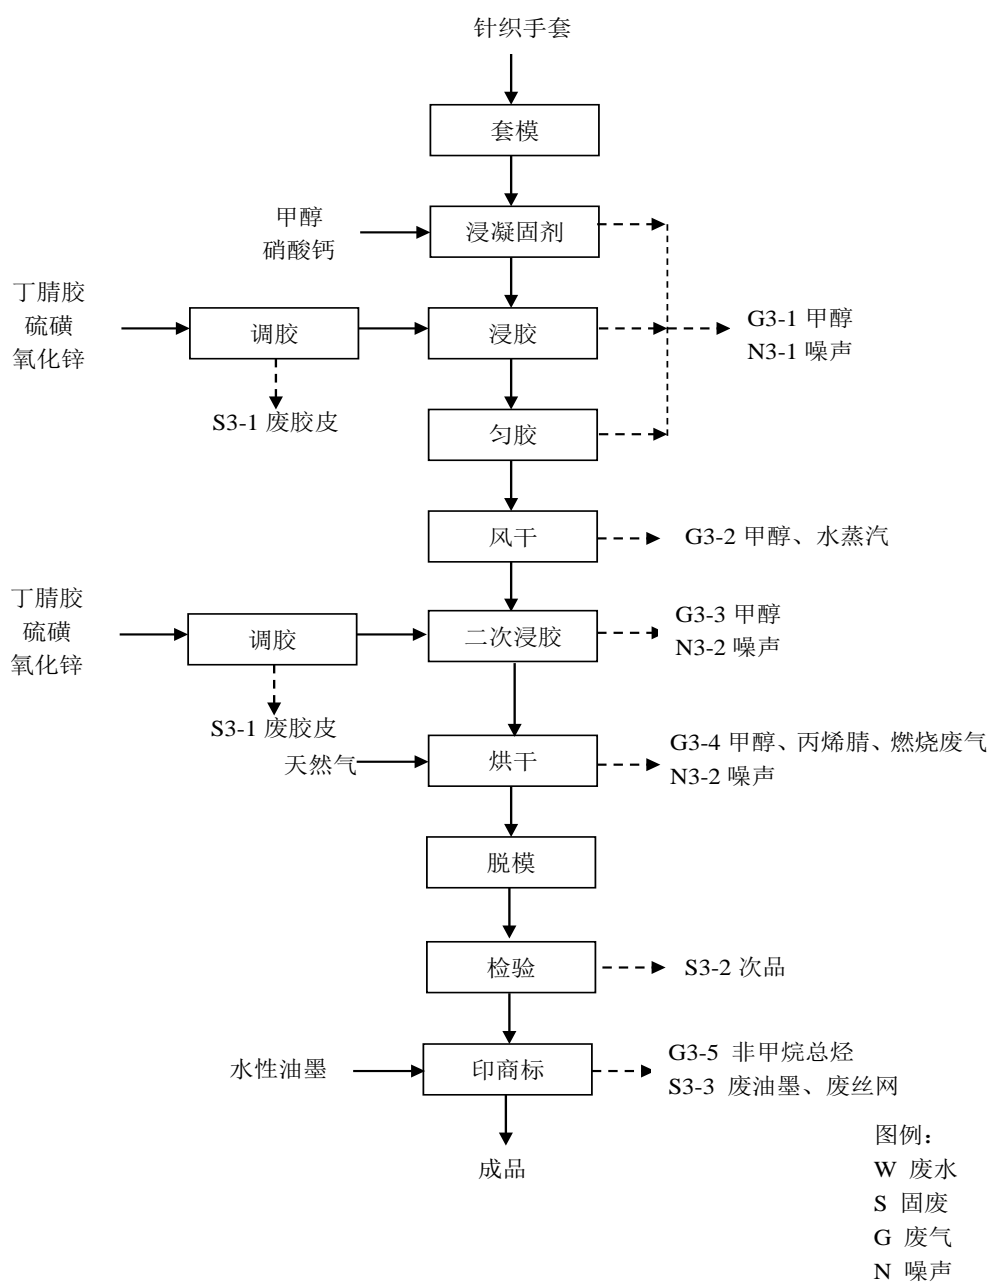 针织手套
套模
甲醇
硝酸钙
浸凝固剂
丁腈胶
硫磺
氧化锌
调胶
浸胶
G3-1 甲醇
N3-1 噪声
S3-1 废胶皮
匀胶
风干
G3-2 甲醇、水蒸汽
丁腈胶
硫磺
氧化锌
调胶
二次浸胶
G3-3 甲醇
N3-2 噪声
S3-1 废胶皮
天然气
烘干
G3-4 甲醇、丙烯腈、燃烧废气
N3-2 噪声
脱模
检验
S3-2 次品
水性油墨
印商标
G3-5 非甲烷总烃
S3-3 废油墨、废丝网
成品
图例：
W 废水
S 固废
G 废气
N 噪声